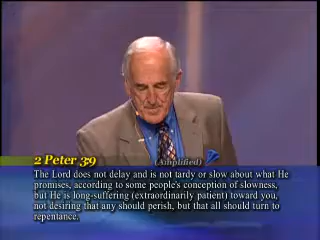 2 Peter 3:9 (Amplified)
The Lord does not delay and is not tardy or slow about what He
promises, according to some people's conception of slowness,
but He is long-suffering (extraordinarily patient) toward you,
not desiring that any should perish, but that all should turn to
repentance.